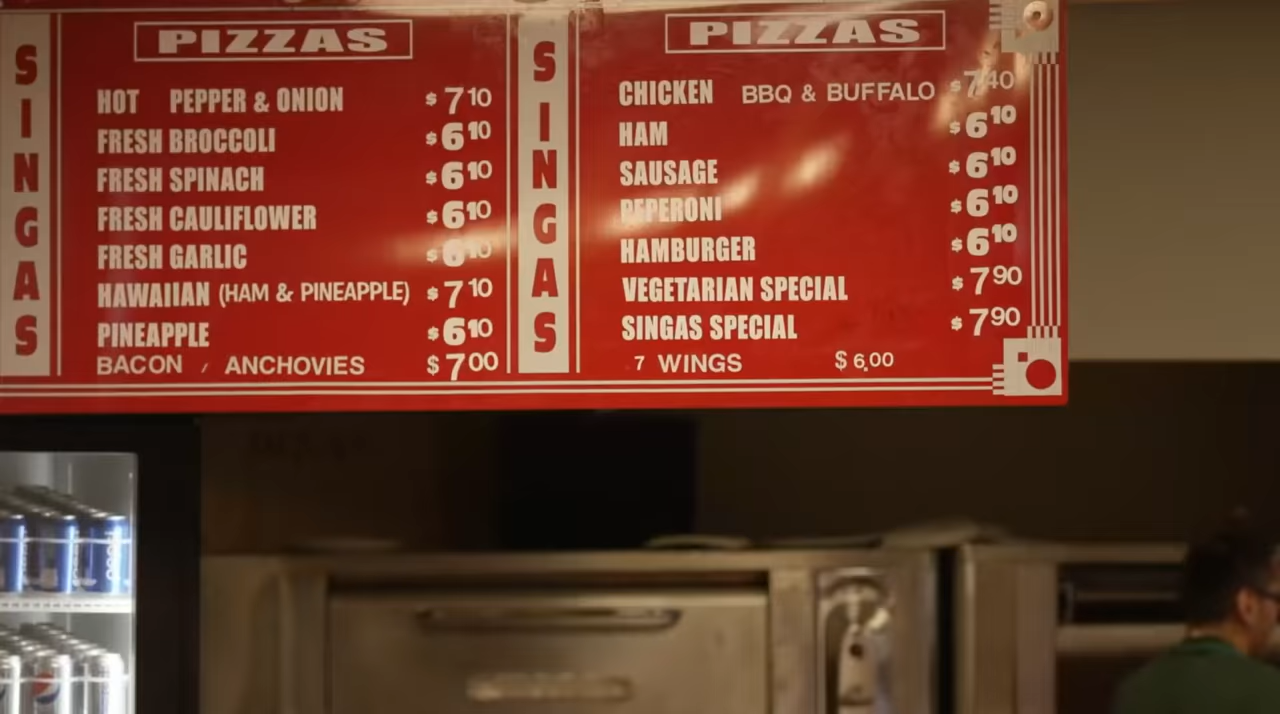 SINGAS
PIZZAS
HOT PEPPER & ONION $7 10
FRESH BROCCOLI $6 10
FRESH SPINACH $6 10
FRESH CAULIFLOWER $6 10
FRESH GARLIC $6 10
HAWAIIAN (HAM & PINEAPPLE) $7 10
PINEAPPLE $6 10
BACON / ANCHOVIES $7 00
SINGAS
PIZZAS
CHICKEN BBQ & BUFFALO $7 40
HAM $6 10
SAUSAGE $6 10
PEPERONI $6 10
HAMBURGER $6 10
VEGETARIAN SPECIAL $7 90
SINGAS SPECIAL $7 90
7 WINGS $6.00
pepsi